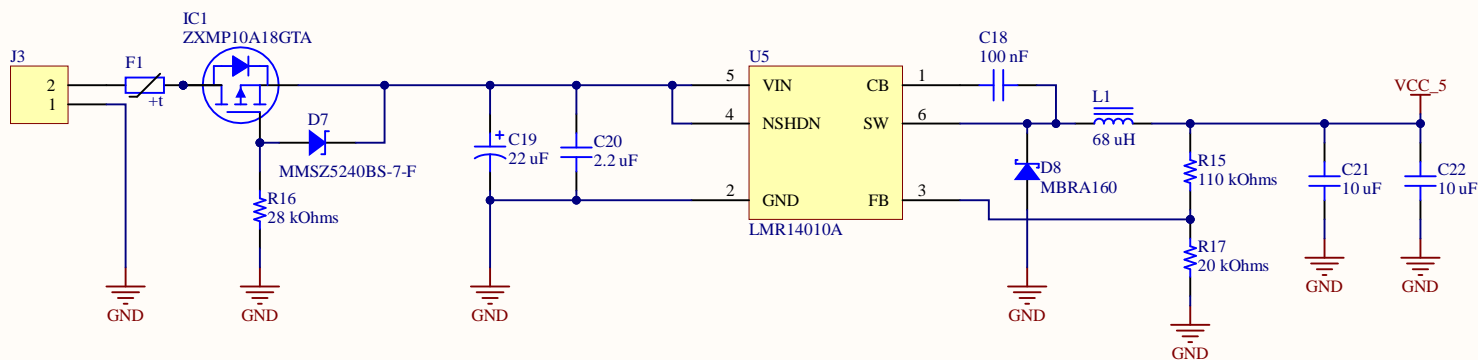 IC1
ZXMP10A18GTA
J3
2
1
F1
+t
D7
MMSZ5240BS-7-F
R16
28 kOhms
C19
22 uF
+
C20
2.2 uF
U5
5
VIN
CB
1
4
NSHDN
SW
6
2
GND
FB
3
LMR14010A
C18
100 nF
L1
68 uH
D8
MBRA160
R15
110 kOhms
R17
20 kOhms
C21
10 uF
C22
10 uF
VCC_5
GND
GND
GND
GND
GND
GND
GND